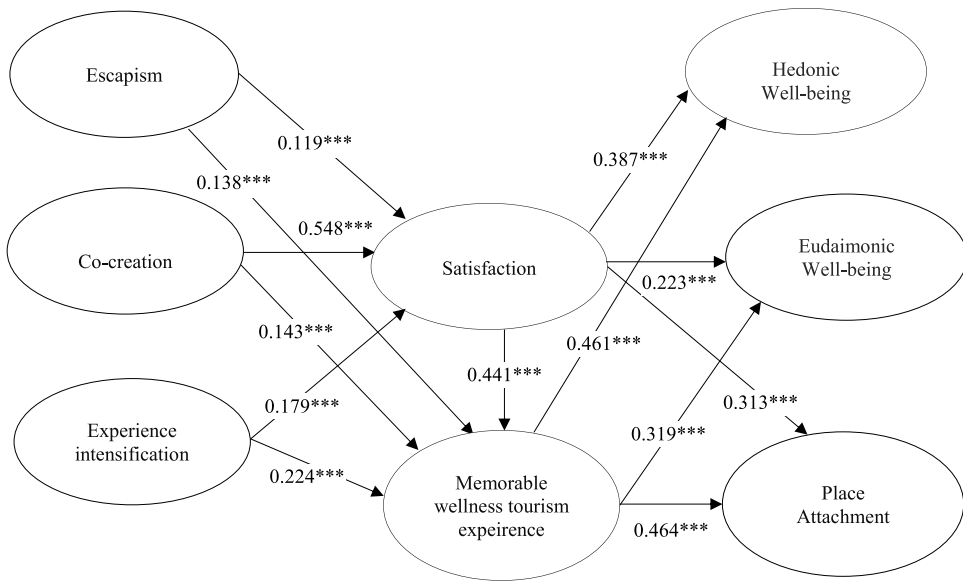 Escapism
Hedonic
Well-being
0.119***
0.387***
0.138***
0.548***
Co-creation
Satisfaction
Eudaimonic
Well-being
0.223***
0.143***
0.461***
0.441***
0.179***
0.313***
0.319***
Experience
intensification
0.224***
Memorable
wellness tourism
expeirence
0.464***
Place
Attachment